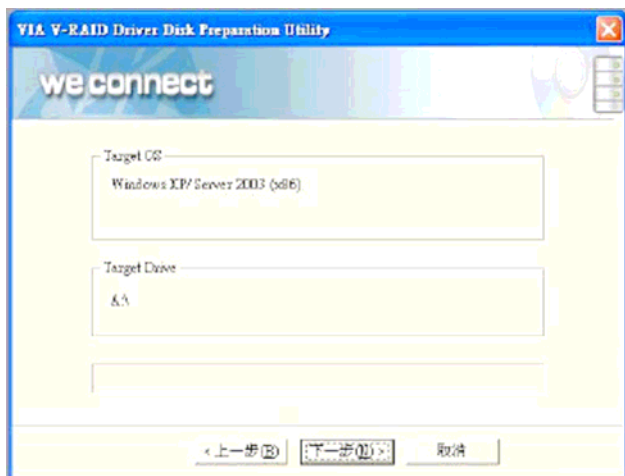 VIA V-RAID Driver Disk Preparation Utility
we connect
Target OS
Windows XP/Server 2003 (x86)
Target Drive
A:\
<上一步(B)
下一步(N)>
取消